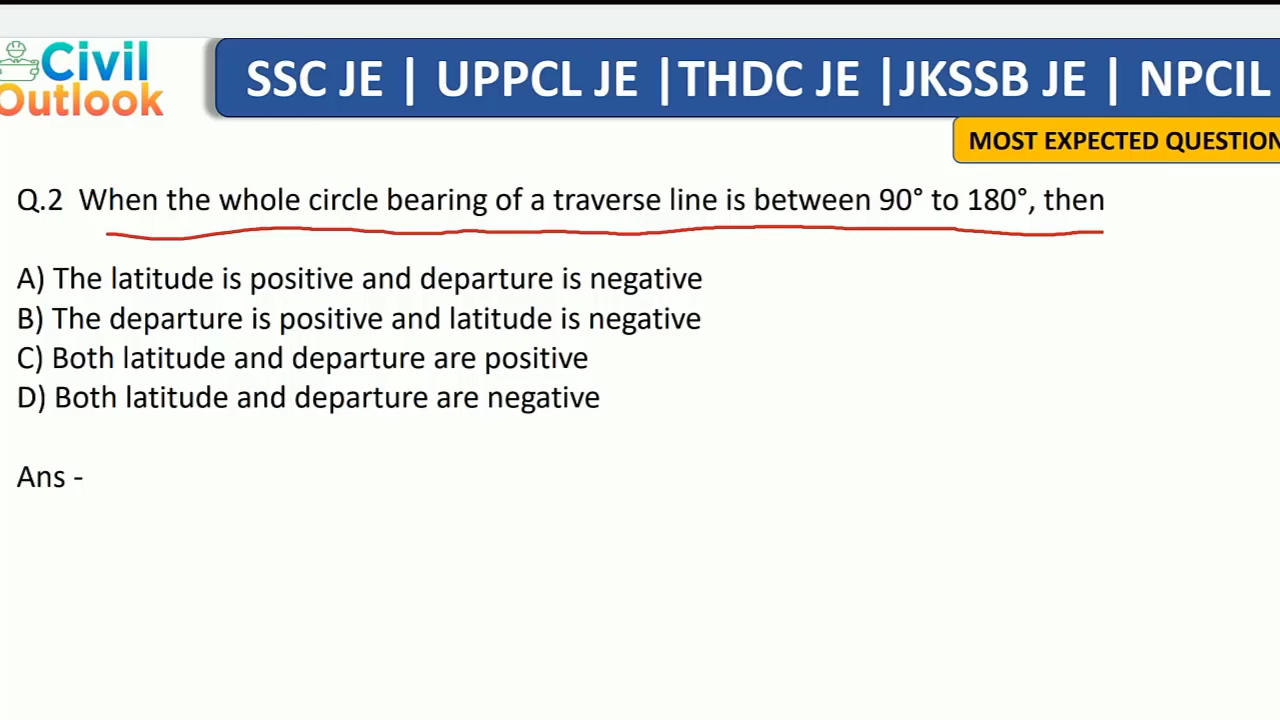 Civil
Outlook
SSC JE | UPPCL JE |THDC JE |JKSSB JE | NPCIL
MOST EXPECTED QUESTION
Q.2 When the whole circle bearing of a traverse line is between 90° to 180°, then
A) The latitude is positive and departure is negative
B) The departure is positive and latitude is negative
C) Both latitude and departure are positive
D) Both latitude and departure are negative
Ans -